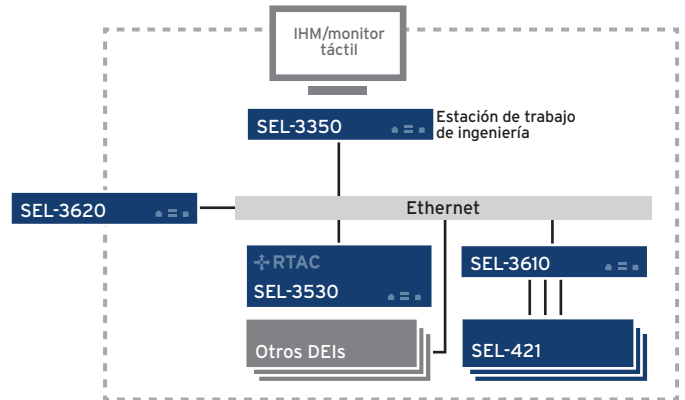 IHM/monitor
táctil
SEL-3350
Estación de trabajo
de ingeniería
SEL-3620
Ethernet
RTAC
SEL-3530
SEL-3610
Otros DEIs
SEL-421